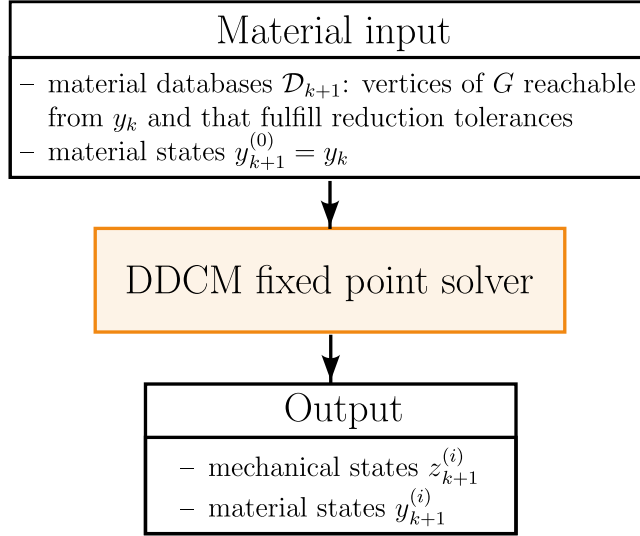 Material input
– material databases $\mathcal{D}_{k+1}$: vertices of $G$ reachable
from $y_k$ and that fulfill reduction tolerances
– material states $y_{k+1}^{(0)} = y_k$
DDCM fixed point solver
Output
– mechanical states $z_{k+1}^{(i)}$
– material states $y_{k+1}^{(i)}$